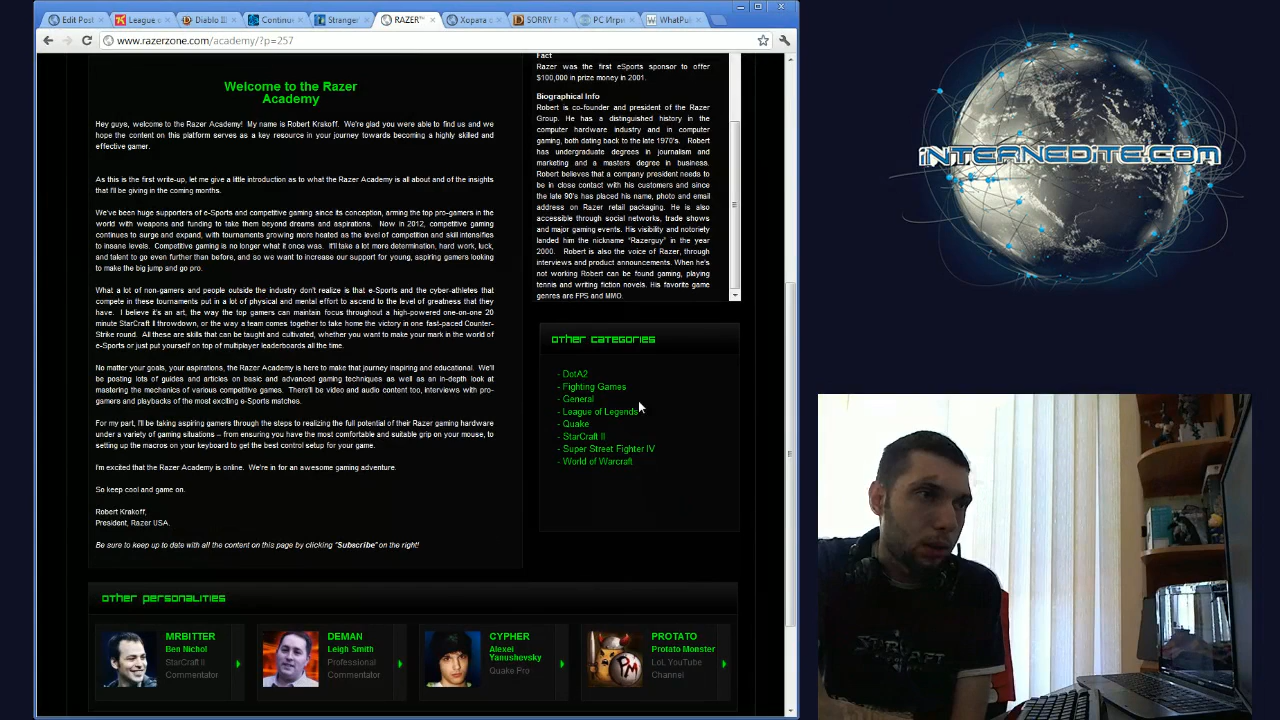 Edit Post
League o
Diablo II
Continue
Stranger
RAZER™
Хората с
SORRY F
PC Игри
WhatPul
www.razerzone.com/academy/?p=257
Welcome to the Razer
Academy
Hey guys, welcome to the Razer Academy! My name is Robert Krakoff. We're glad you were able to find us and we
hope the content on this platform serves as a key resource in your journey towards becoming a highly skilled and
effective gamer.
As this is the first write-up, let me give a little introduction as to what the Razer Academy is all about and of the insights
that I'll be giving in the coming months.
We've been huge supporters of e-Sports and competitive gaming since its conception, arming the top pro-gamers in the
world with weapons and funding to take them beyond dreams and aspirations. Now in 2012, competitive gaming
continues to surge and expand, with tournaments growing more heated as the level of competition and skill intensifies
to insane levels. Competitive gaming is no longer what it once was. It'll take a lot more determination, hard work, luck,
and talent to go even further than before, and so we want to increase our support for young, aspiring gamers looking
to make the big jump and go pro.
What a lot of non-gamers and people outside the industry don't realize is that e-Sports and the cyber-athletes that
compete in these tournaments put in a lot of physical and mental effort to ascend to the level of greatness that they
have. I believe it's an art, the way the top gamers can maintain focus throughout a high-powered one-on-one 20
minute StarCraft II throwdown, or the way a team comes together to take home the victory in one fast-paced Counter-
Strike round. All these are skills that can be taught and cultivated, whether you want to make your mark in the world of
e-Sports or just put yourself on top of multiplayer leaderboards all the time.
No matter your goals, your aspirations, the Razer Academy is here to make that journey inspiring and educational. We'll
be posting lots of guides and articles on basic and advanced gaming techniques as well as an in-depth look at
mastering the mechanics of various competitive games. There'll be video and audio content too, interviews with pro-
gamers and playbacks of the most exciting e-Sports matches.
For my part, I'll be taking aspiring gamers through the steps to realizing the full potential of their Razer gaming hardware
under a variety of gaming situations – from ensuring you have the most comfortable and suitable grip on your mouse, to
setting up the macros on your keyboard to get the best control setup for your game.
I'm excited that the Razer Academy is online. We're in for an awesome gaming adventure.
So keep cool and game on.
Robert Krakoff,
President, Razer USA.
Be sure to keep up to date with all the content on this page by clicking "Subscribe" on the right!
Fact
Razer was the first eSports sponsor to offer
$100,000 in prize money in 2001.
Biographical Info
Robert is co-founder and president of the Razer
Group. He has a distinguished history in the
computer hardware industry and in computer
gaming, both dating back to the late 1970's. Robert
has undergraduate degrees in journalism and
marketing and a masters degree in business.
Robert believes that a company president needs to
be in close contact with his customers and since
the late 90's has placed his name, photo and email
address on Razer retail packaging. He is also
accessible through social networks, trade shows
and major gaming events. His visibility and notoriety
landed him the nickname "Razerguy" in the year
2000. Robert is also the voice of Razer, through
interviews and product announcements. When he's
not working Robert can be found gaming, playing
tennis and writing fiction novels. His favorite game
genres are FPS and MMO.
other categories
- DotA2
- Fighting Games
- General
- League of Legends
- Quake
- StarCraft II
- Super Street Fighter IV
- World of Warcraft
other personalities
MRBITTER
Ben Nichol
StarCraft II
Commentator
DEMAN
Leigh Smith
Professional
Commentator
CYPHER
Alexei
Yanushevsky
Quake Pro
PROTATO
Protato Monster
LoL YouTube
Channel
PM
INTERNEDITE.COM